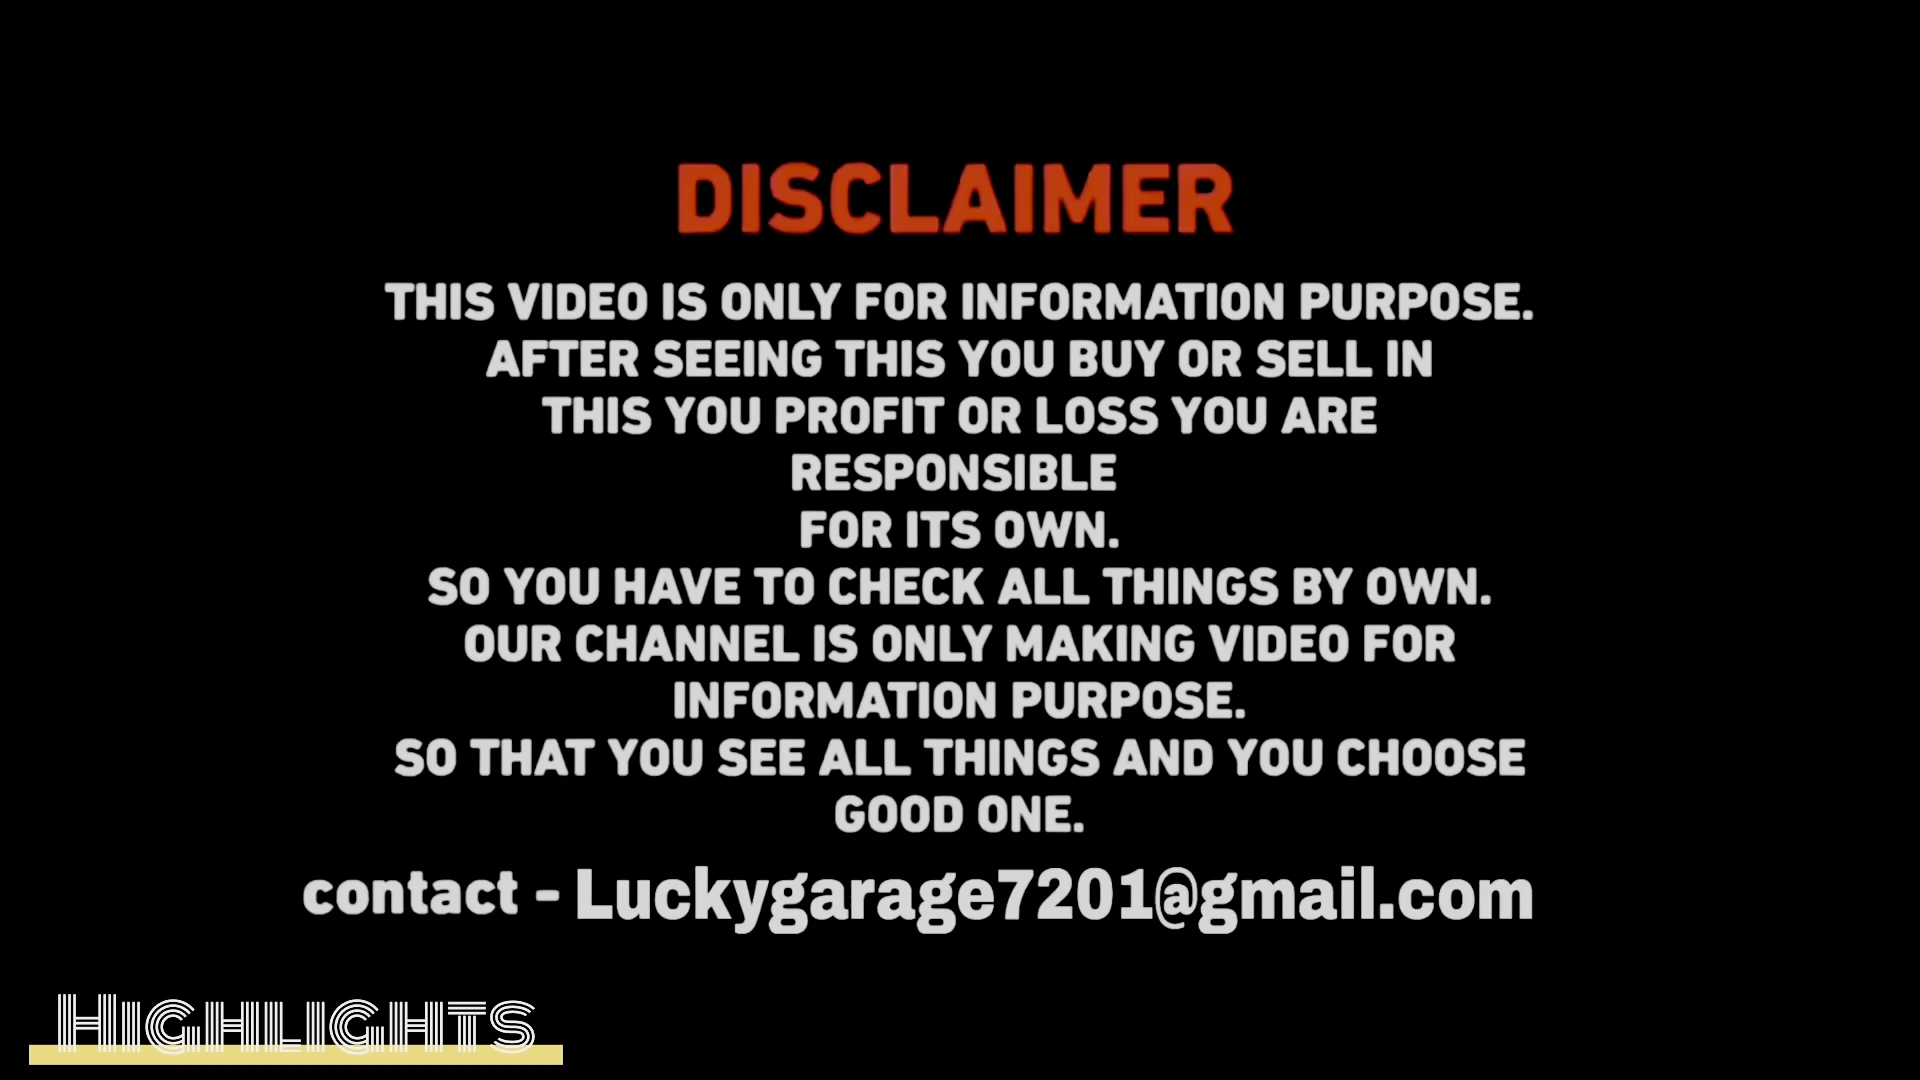 DISCLAIMER
THIS VIDEO IS ONLY FOR INFORMATION PURPOSE.
AFTER SEEING THIS YOU BUY OR SELL IN
THIS YOU PROFIT OR LOSS YOU ARE
RESPONSIBLE
FOR ITS OWN.
SO YOU HAVE TO CHECK ALL THINGS BY OWN.
OUR CHANNEL IS ONLY MAKING VIDEO FOR
INFORMATION PURPOSE.
SO THAT YOU SEE ALL THINGS AND YOU CHOOSE
GOOD ONE.
contact - Luckygarage7201@gmail.com
HIGHLIGHTS